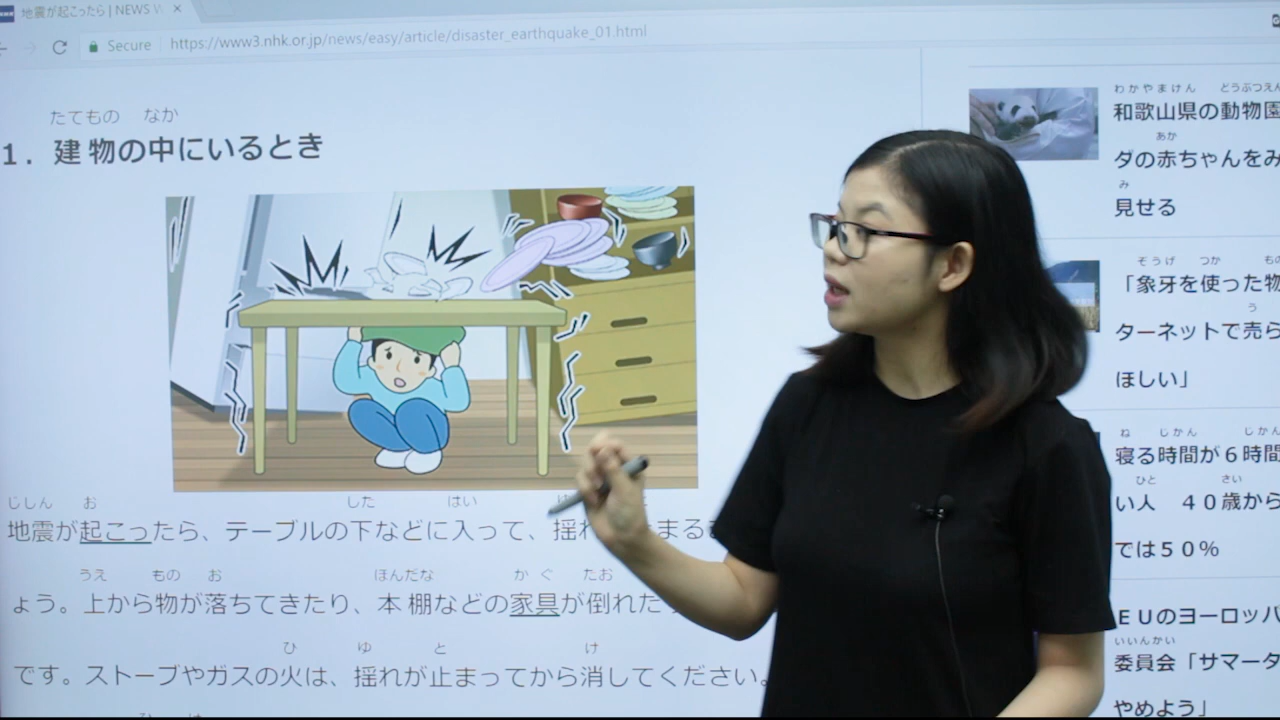 地震が起こったら | NEWS W
Secure
https://www3.nhk.or.jp/news/easy/article/disaster_earthquake_01.html
たてもの なか
1．建物の中にいるとき
じしん お した はい
地震が起こったら、テーブルの下などに入って、揺れ まる
うえ もの お ほんだな かぐ たお
ょう。上から物が落ちてきたり、本棚などの家具が倒れた
ひ ゆ と け
です。ストーブやガスの火は、揺れが止まってから消してください。
わかやまけん どうぶつえん
和歌山県の動物園
あか
ダの赤ちゃんをみ
み
見せる
ぞうげ つか もの
「象牙を使った物
う
ターネットで売ら
ほしい」
ね じかん じかん
寝る時間が６時間
ひと さい
い人 ４０歳から
では５０％
ＥＵのヨーロッパ
いいんかい
委員会「サマータ
やめよう」